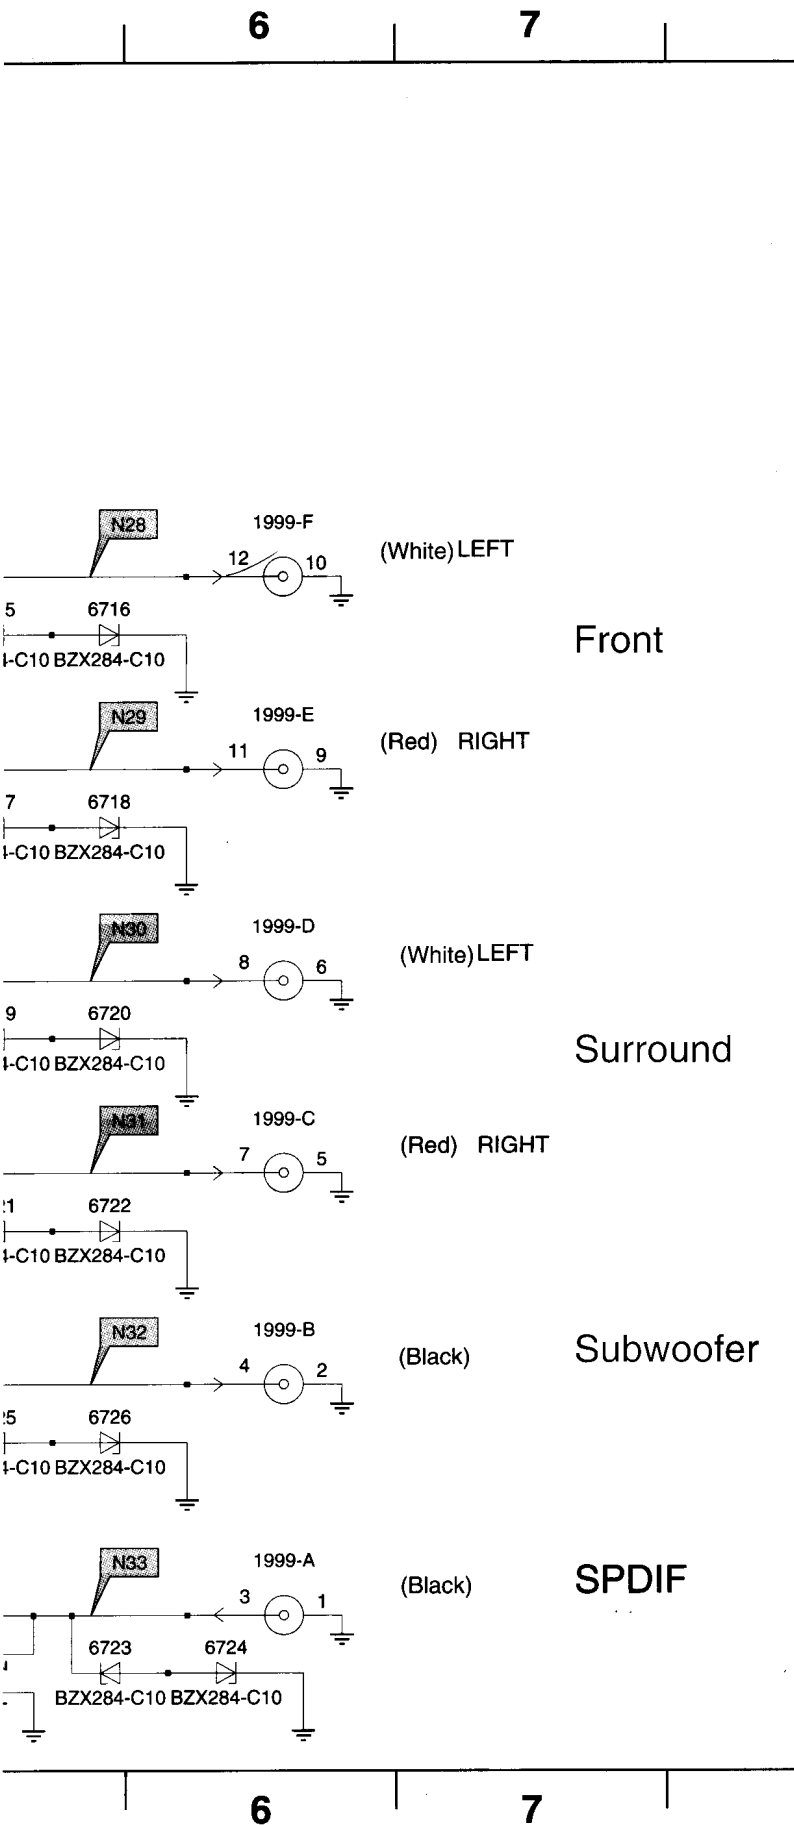 6 7
N28 1999-F
12 10 (White) LEFT
5 6716
Front
-C10 BZX284-C10
N29 1999-E
11 9 (Red) RIGHT
7 6718
-C10 BZX284-C10
N30 1999-D
8 6 (White) LEFT
9 6720
Surround
-C10 BZX284-C10
N31 1999-C
7 5 (Red) RIGHT
1 6722
-C10 BZX284-C10
N32 1999-B
4 2 (Black) Subwoofer
5 6726
-C10 BZX284-C10
N33 1999-A
3 1 (Black) SPDIF
6723 6724
BZX284-C10 BZX284-C10
6 7